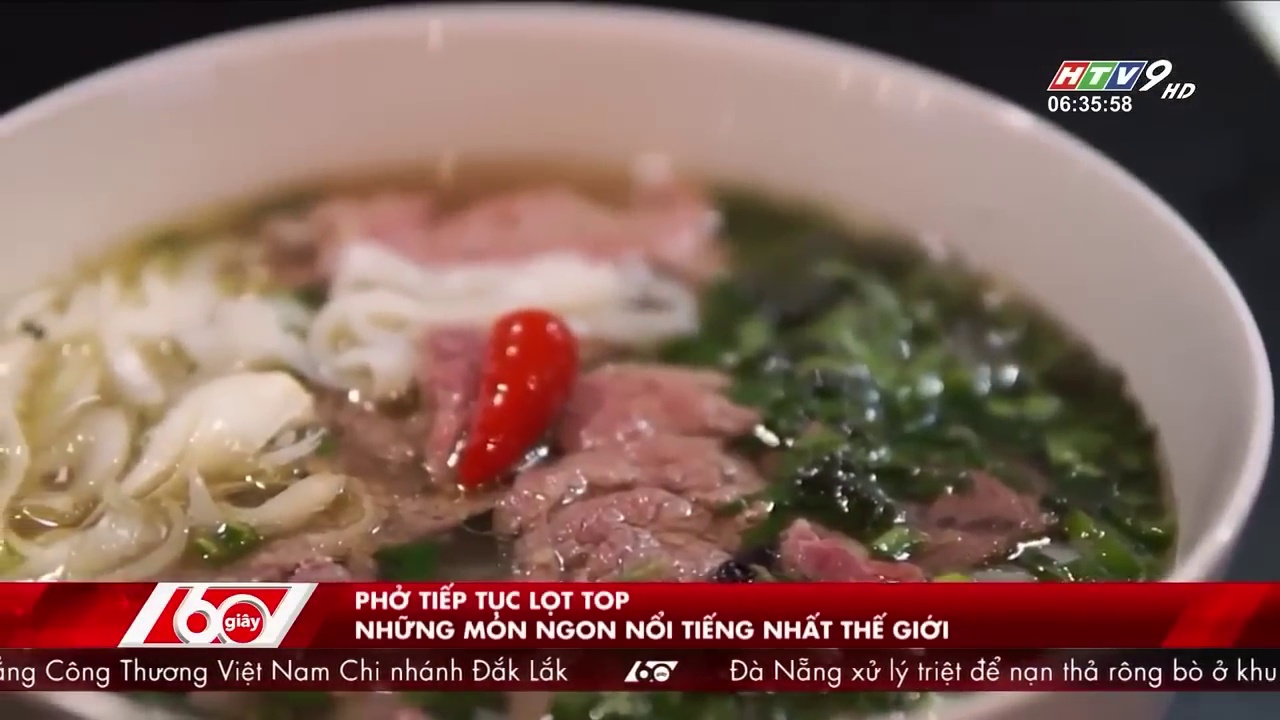 HTV9 HD
06:35:58
60 giây
PHỞ TIẾP TỤC LỌT TOP
NHỮNG MÓN NGON NỔI TIẾNG NHẤT THẾ GIỚI
Công Thương Việt Nam Chi nhánh Đắk Lắk 60 giây Đà Nẵng xử lý triệt để nạn thả rông bò ở